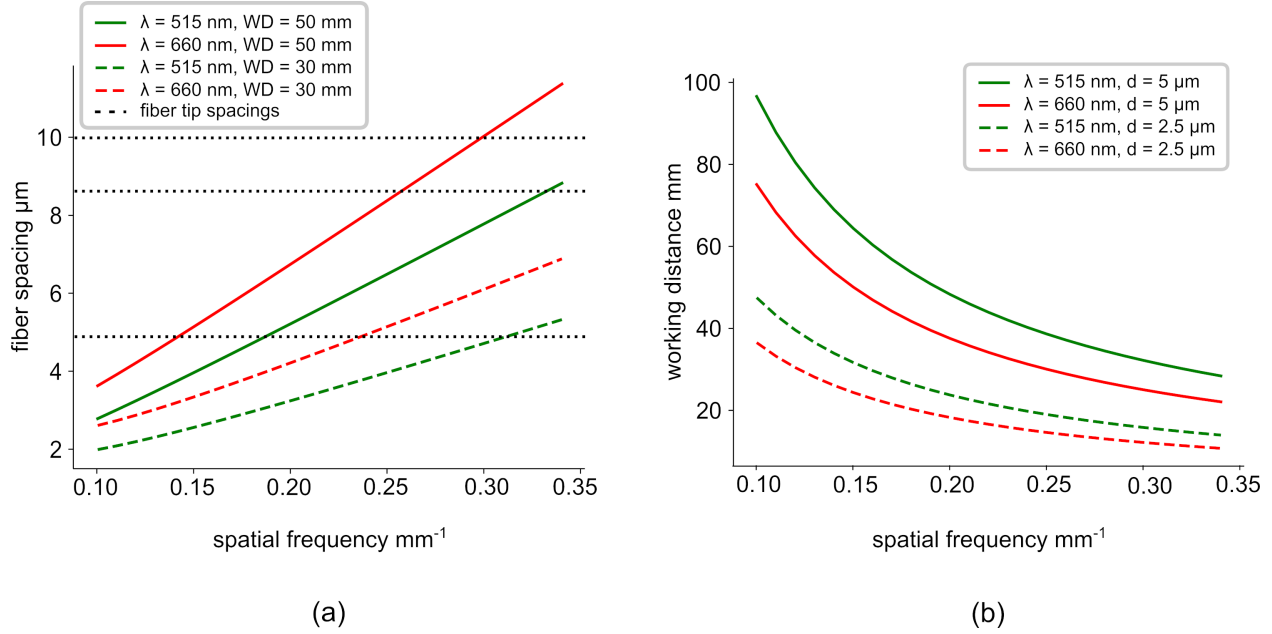 λ = 515 nm, WD = 50 mm
λ = 660 nm, WD = 50 mm
λ = 515 nm, WD = 30 mm
λ = 660 nm, WD = 30 mm
fiber tip spacings
fiber spacing µm
10
8
6
4
2
0.10 0.15 0.20 0.25 0.30 0.35
spatial frequency mm⁻¹
(a)
λ = 515 nm, d = 5 µm
λ = 660 nm, d = 5 µm
λ = 515 nm, d = 2.5 µm
λ = 660 nm, d = 2.5 µm
working distance mm
100
80
60
40
20
0.10 0.15 0.20 0.25 0.30 0.35
spatial frequency mm⁻¹
(b)